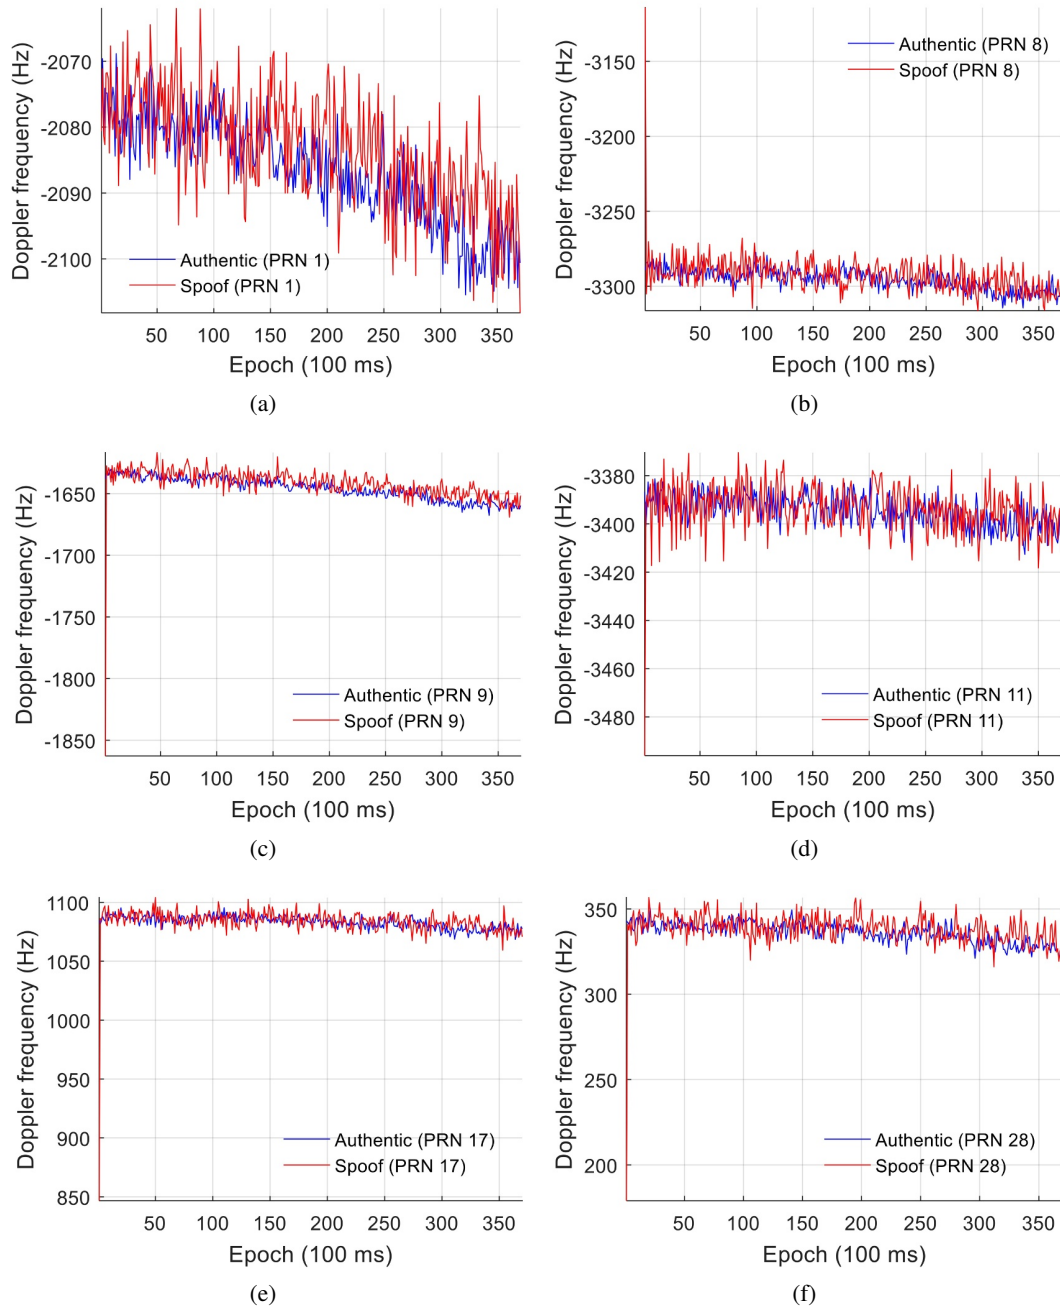 Doppler frequency (Hz)
-2070
-2080
-2090
-2100
Authentic (PRN 1)
Spoof (PRN 1)
50 100 150 200 250 300 350
Epoch (100 ms)
(a)
Doppler frequency (Hz)
-3150
-3200
-3250
-3300
Authentic (PRN 8)
Spoof (PRN 8)
50 100 150 200 250 300 350
Epoch (100 ms)
(b)
Doppler frequency (Hz)
-1650
-1700
-1750
-1800
-1850
Authentic (PRN 9)
Spoof (PRN 9)
50 100 150 200 250 300 350
Epoch (100 ms)
(c)
Doppler frequency (Hz)
-3380
-3400
-3420
-3440
-3460
-3480
Authentic (PRN 11)
Spoof (PRN 11)
50 100 150 200 250 300 350
Epoch (100 ms)
(d)
Doppler frequency (Hz)
1100
1050
1000
950
900
850
Authentic (PRN 17)
Spoof (PRN 17)
50 100 150 200 250 300 350
Epoch (100 ms)
(e)
Doppler frequency (Hz)
350
300
250
200
Authentic (PRN 28)
Spoof (PRN 28)
50 100 150 200 250 300 350
Epoch (100 ms)
(f)